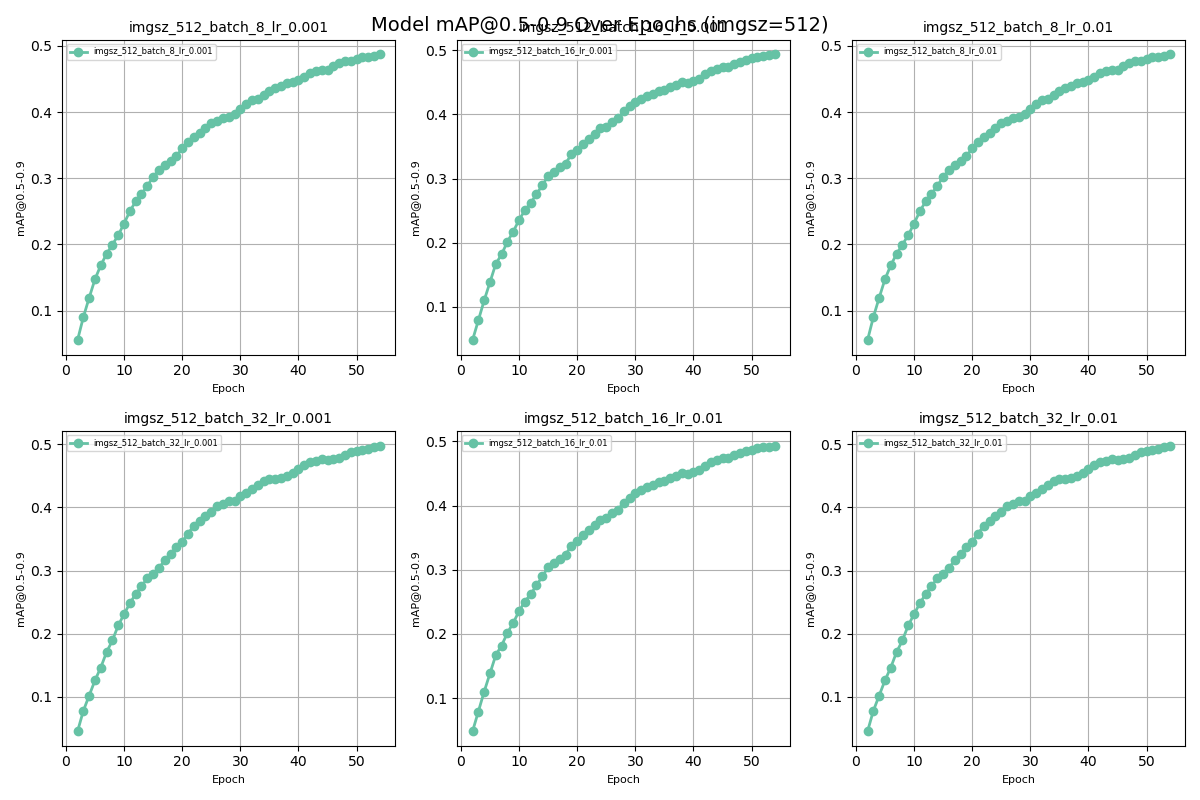 Model mAP@0.5-0.9 Over Epochs (imgsz=512)
imgsz_512_batch_8_lr_0.001
imgsz_512_batch_8_lr_0.001
0.5
0.4
0.3
0.2
0.1
mAP@0.5-0.9
0 10 20 30 40 50
Epoch
imgsz_512_batch_16_lr_0.001
imgsz_512_batch_16_lr_0.001
0.5
0.4
0.3
0.2
0.1
mAP@0.5-0.9
0 10 20 30 40 50
Epoch
imgsz_512_batch_8_lr_0.01
imgsz_512_batch_8_lr_0.01
0.5
0.4
0.3
0.2
0.1
mAP@0.5-0.9
0 10 20 30 40 50
Epoch
imgsz_512_batch_32_lr_0.001
imgsz_512_batch_32_lr_0.001
0.5
0.4
0.3
0.2
0.1
mAP@0.5-0.9
0 10 20 30 40 50
Epoch
imgsz_512_batch_16_lr_0.01
imgsz_512_batch_16_lr_0.01
0.5
0.4
0.3
0.2
0.1
mAP@0.5-0.9
0 10 20 30 40 50
Epoch
imgsz_512_batch_32_lr_0.01
imgsz_512_batch_32_lr_0.01
0.5
0.4
0.3
0.2
0.1
mAP@0.5-0.9
0 10 20 30 40 50
Epoch